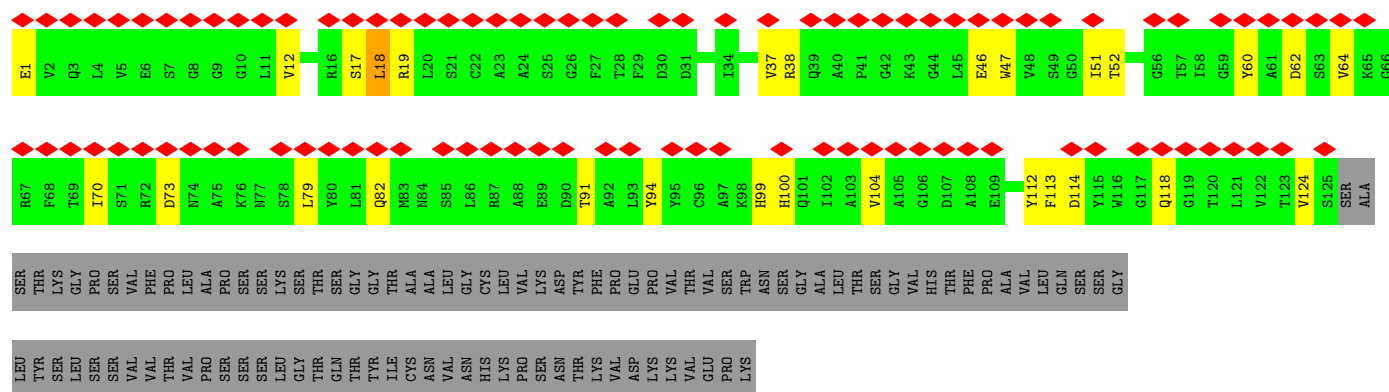 E1 V2 Q3 L4 V5 E6 S7 G8 G9 G10 L11 V12 R16 S17 L18 R19 L20 S21 C22 A23 A24 S25 G26 F27 T28 F29 D30 D31 I34 V37 R38 Q39 A40 P41 G42 K43 G44 L45 E46 W47 V48 S49 G50 I51 T52 G56 T57 I58 G59 Y60 A61 D62 S63 V64 K65 G66
R67 F68 T69 I70 S71 R72 D73 N74 A75 K76 N77 S78 L79 Y80 L81 Q82 M83 N84 S85 L86 R87 A88 E89 D90 T91 A92 L93 Y94 Y95 C96 A97 K98 H99 H100 Q101 I102 A103 V104 A105 G106 D107 A108 E109 Y112 F113 D114 Y115 W116 G117 Q118 G119 T120 L121 V122 T123 V124 S125 SER ALA
SER THR LYS GLY PRO SER VAL PHE PRO LEU ALA PRO SER SER LYS SER THR SER GLY GLY THR ALA ALA LEU GLY CYS LEU VAL LYS ASP TYR PHE PRO GLU PRO VAL THR VAL SER TRP ASN SER GLY ALA LEU THR SER GLY VAL HIS THR PHE PRO ALA VAL LEU GLN SER SER GLY
LEU TYR SER LEU SER SER VAL VAL THR VAL PRO SER SER SER LEU GLY THR GLN THR TYR ILE CYS ASN VAL ASN HIS LYS PRO SER ASN THR LYS VAL ASP LYS LYS VAL GLU PRO LYS